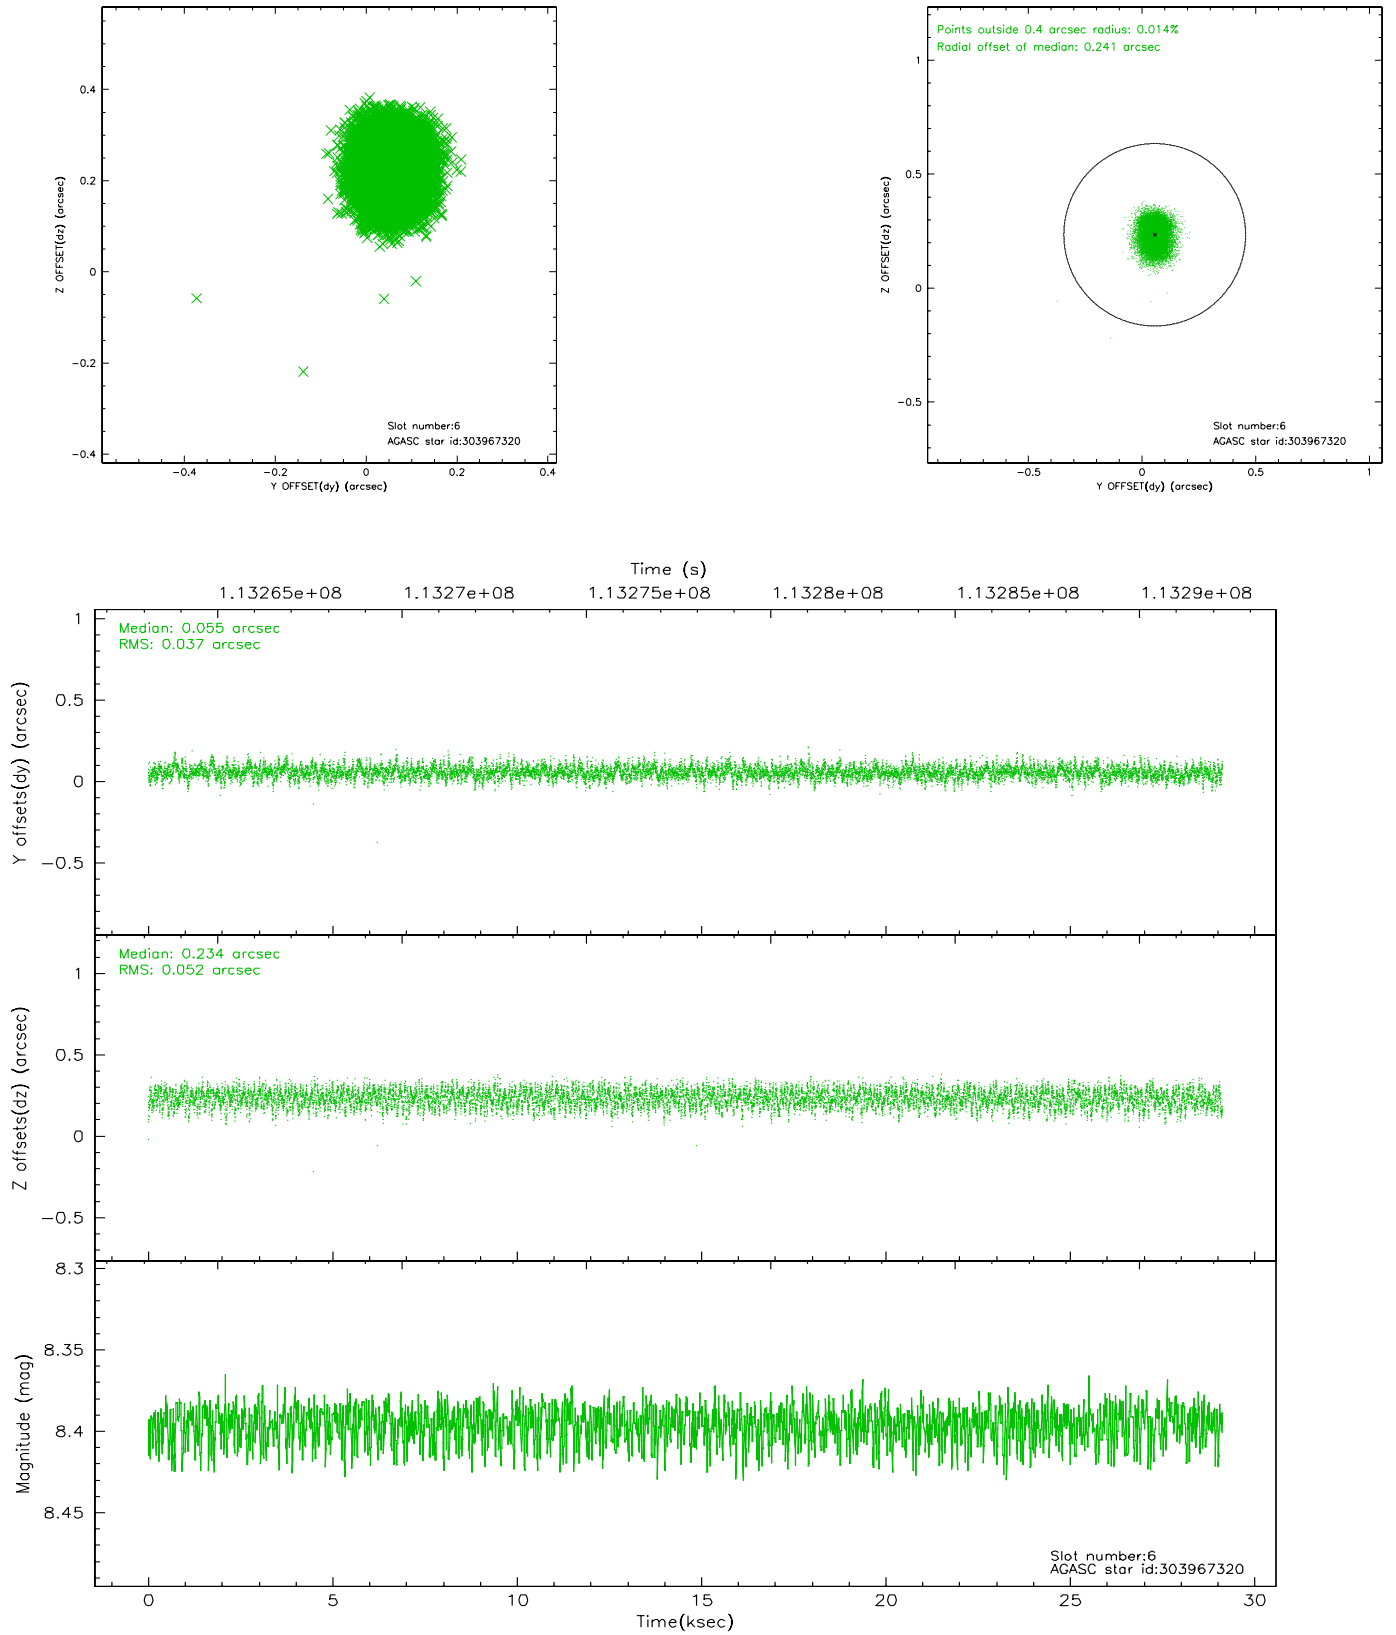 0.4
0.2
0
−0.2
−0.4
Z OFFSET(dz) (arcsec)
−0.4 −0.2 0 0.2 0.4
Y OFFSET(dy) (arcsec)
Slot number:6
AGASC star id:303967320
Points outside 0.4 arcsec radius: 0.014%
Radial offset of median: 0.241 arcsec
1
0.5
0
−0.5
Z OFFSET(dz) (arcsec)
Slot number:6
AGASC star id:303967320
−0.5 0 0.5 1
Y OFFSET(dy) (arcsec)
Time (s)
1.13265e+08 1.1327e+08 1.13275e+08 1.1328e+08 1.13285e+08 1.1329e+08
Median: 0.055 arcsec
RMS: 0.037 arcsec
1
0.5
0
−0.5
Y offsets(dy) (arcsec)
Median: 0.234 arcsec
RMS: 0.052 arcsec
1
0.5
0
−0.5
Z offsets(dz) (arcsec)
8.3
8.35
8.4
8.45
Magnitude (mag)
Slot number:6
AGASC star id:303967320
0 5 10 15 20 25 30
Time(ksec)